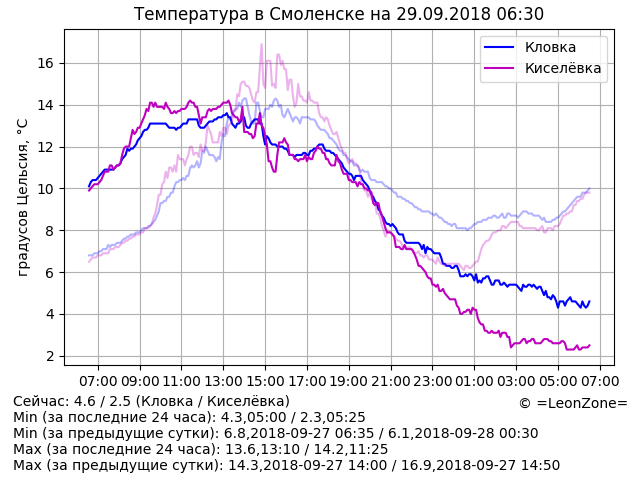 Температура в Смоленске на 29.09.2018 06:30
Кловка
Киселёвка
градусов Цельсия, °C
16
14
12
10
8
6
4
2
07:00 09:00 11:00 13:00 15:00 17:00 19:00 21:00 23:00 01:00 03:00 05:00 07:00
Сейчас: 4.6 / 2.5 (Кловка / Киселёвка)
© =LeonZone=
Min (за последние 24 часа): 4.3,05:00 / 2.3,05:25
Min (за предыдущие сутки): 6.8,2018-09-27 06:35 / 6.1,2018-09-28 00:30
Max (за последние 24 часа): 13.6,13:10 / 14.2,11:25
Max (за предыдущие сутки): 14.3,2018-09-27 14:00 / 16.9,2018-09-27 14:50